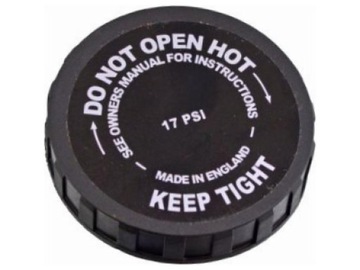 DO NOT OPEN HOT
SEE OWNERS MANUAL FOR INSTRUCTIONS
17 PSI
MADE IN ENGLAND
KEEP TIGHT